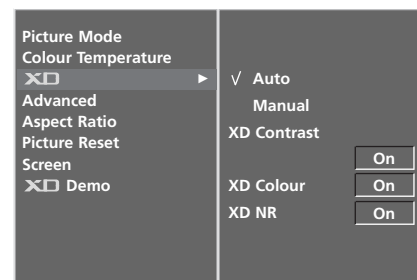 Picture Mode
Colour Temperature
XD ►
Advanced
Aspect Ratio
Picture Reset
Screen
XD Demo
√ Auto
Manual
XD Contrast
On
XD Colour On
XD NR On